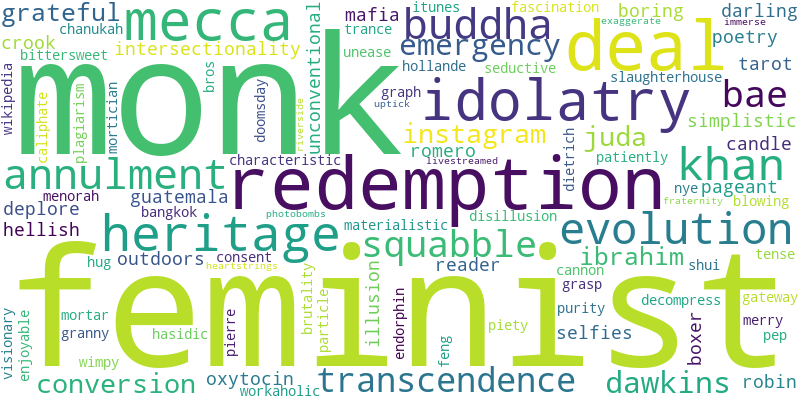 grateful
mecca
mafia
itunes
fascination
exaggerate
immerse
boring
darling
chanukah
bittersweet
crook
intersectionality
bros
trance
unease
buddha
emergency
hollande
seductive
deal
poetry
tarot
slaughterhouse
wikipedia
monk
unconventional
graph
uptick
idolatry
bae
simplistic
caliphate
plagiarism
mortician
doomsday
riverside
instagram
romero
juda
candle
annulment
characteristic
livestreamed
dietrich
patiently
khan
redemption
menorah
guatemala
nye
pageant
deplore
bangkok
fraternity
blowing
hellish
heritage
photobombs
materialistic
disillusion
evolution
outdoors
hug
consent
squabble
ibrahim
shui
tense
heartstrings
reader
cannon
grasp
gateway
feminist
brutality
particle
illusion
endorphin
purity
decompress
visionary
enjoyable
mortar
granny
hasidic
pierre
piety
feng
selfies
boxer
merry
pep
wimpy
conversion
oxytocin
workaholic
transcendence
dawkins
robin